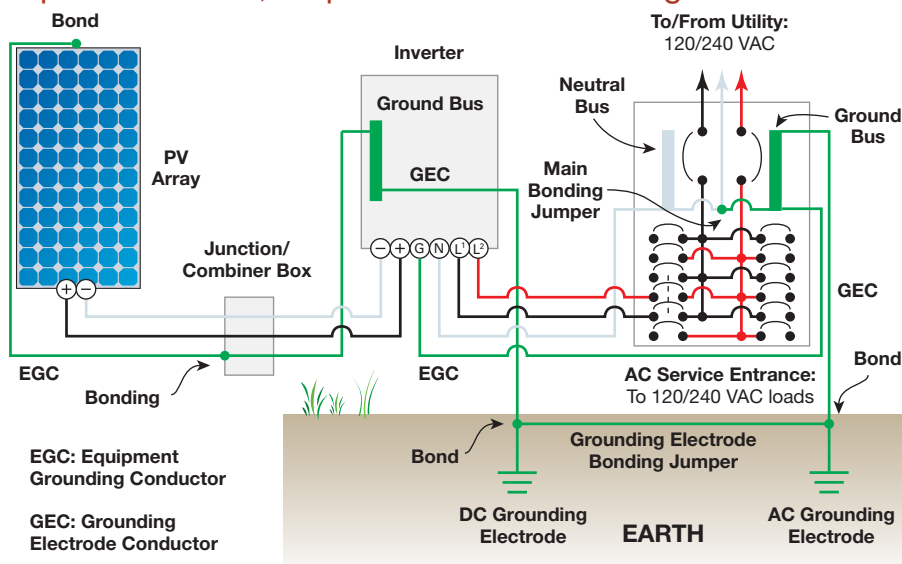 Bond
To/From Utility:
120/240 VAC
Inverter
Neutral
Bus
Ground Bus
Ground
Bus
PV
Array
GEC
Main
Bonding
Jumper
Junction/
Combiner Box
− + G N L1 L2
+ −
GEC
EGC
Bonding
EGC
AC Service Entrance:
To 120/240 VAC loads
Bond
Bond
Grounding Electrode
Bonding Jumper
EGC: Equipment
Grounding Conductor
GEC: Grounding
Electrode Conductor
DC Grounding
Electrode
EARTH
AC Grounding
Electrode